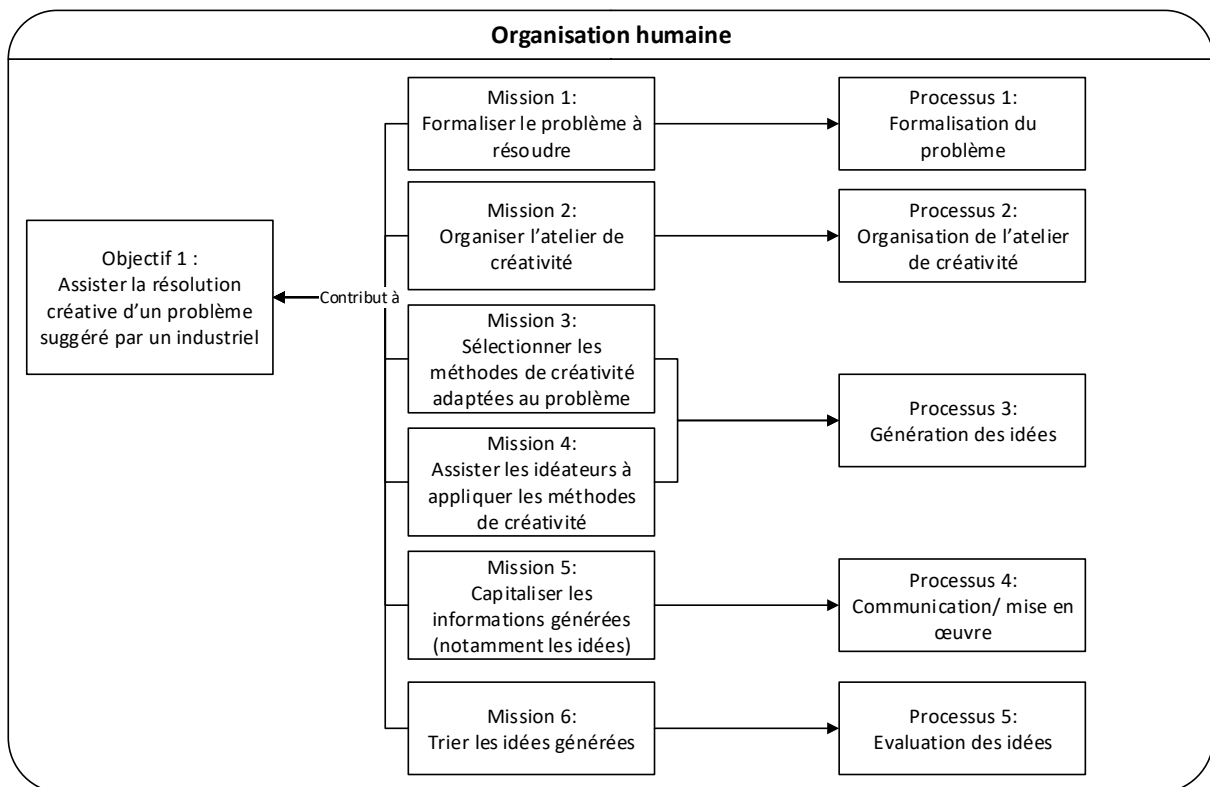 Organisation humaine
Mission 1:
Formaliser le problème à
résoudre
Processus 1:
Formalisation du
problème
Mission 2:
Organiser l’atelier de
créativité
Processus 2:
Organisation de l’atelier
de créativité
Objectif 1 :
Assister la résolution
créative d’un problème
suggéré par un industriel
Contribut à
Mission 3:
Sélectionner les
méthodes de créativité
adaptées au problème
Mission 4:
Assister les idéateurs à
appliquer les méthodes
de créativité
Processus 3:
Génération des idées
Mission 5:
Capitaliser les
informations générées
(notamment les idées)
Processus 4:
Communication/ mise en
œuvre
Mission 6:
Trier les idées générées
Processus 5:
Evaluation des idées